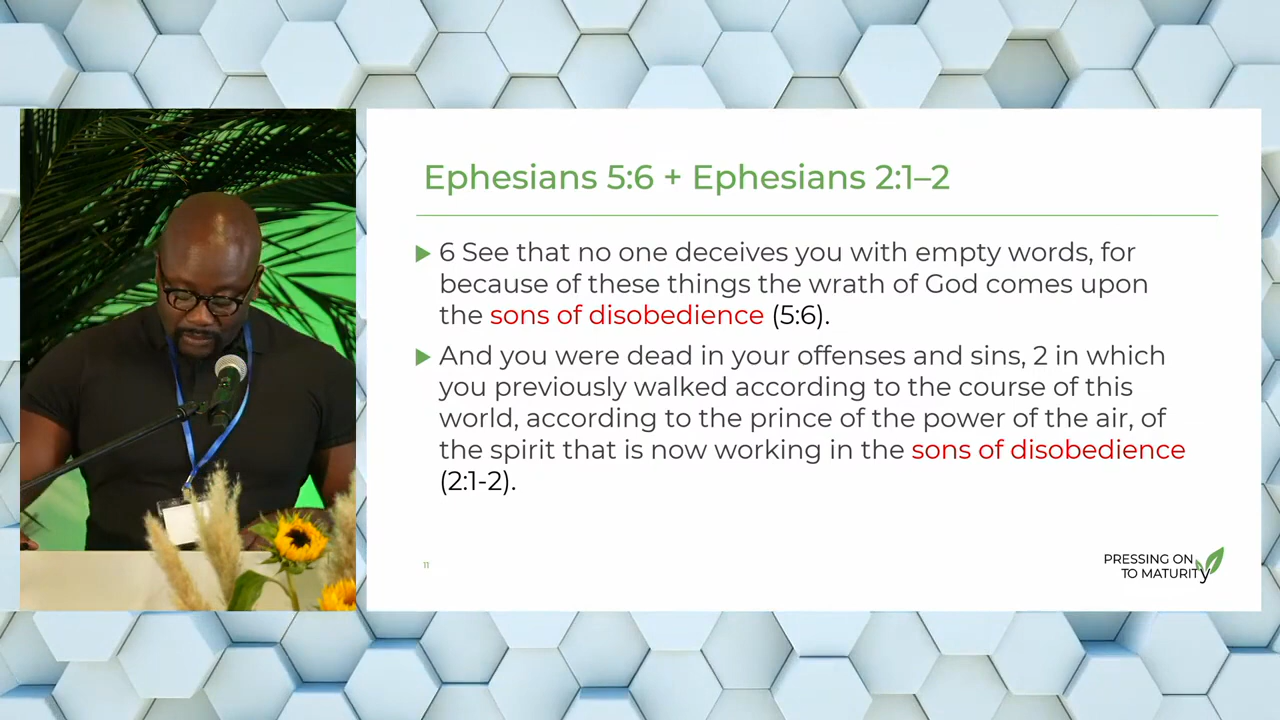 Ephesians 5:6 + Ephesians 2:1–2
6 See that no one deceives you with empty words, for
because of these things the wrath of God comes upon
the sons of disobedience (5:6).
And you were dead in your offenses and sins, 2 in which
you previously walked according to the course of this
world, according to the prince of the power of the air, of
the spirit that is now working in the sons of disobedience
(2:1-2).
11
PRESSING ON
TO MATURITy